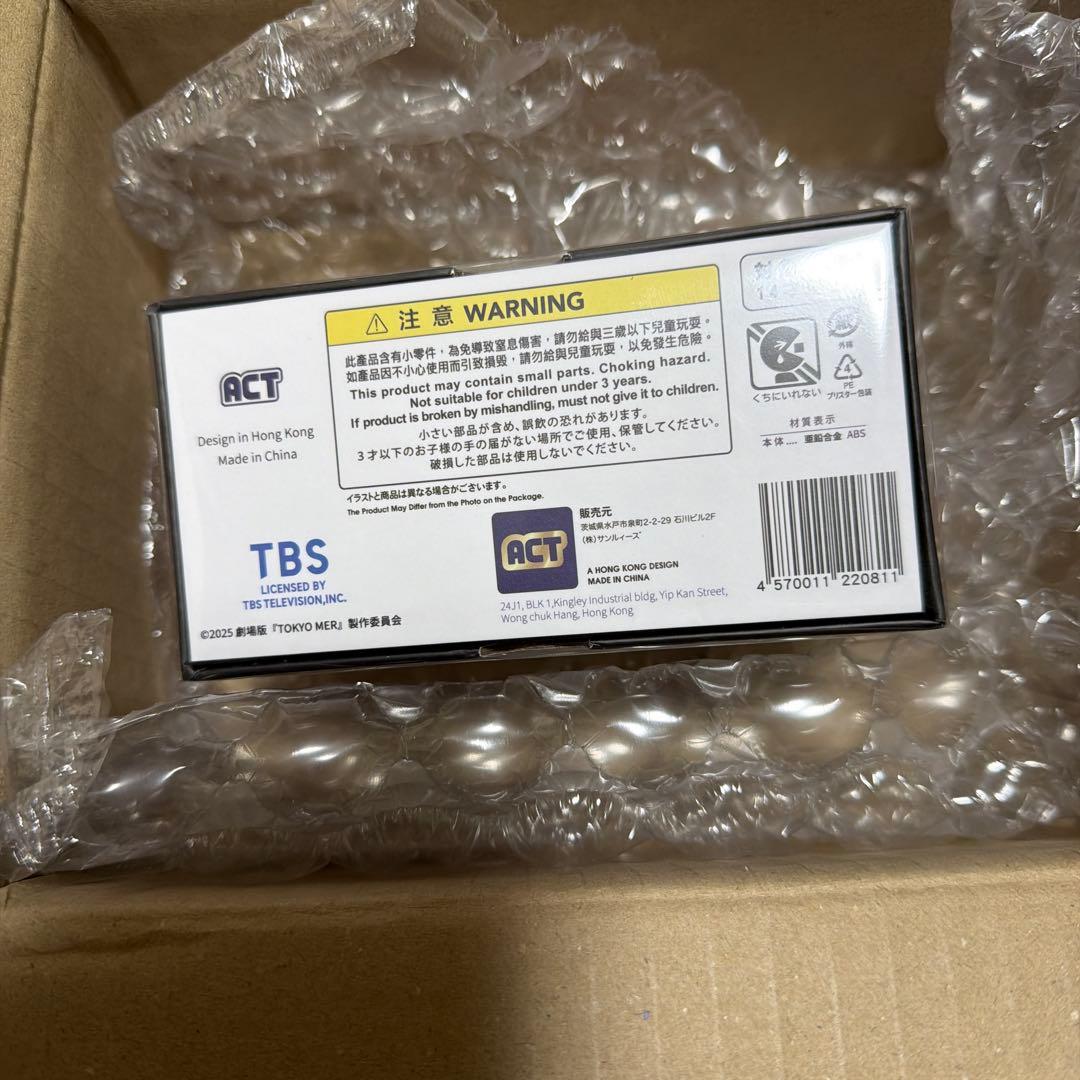 ACT
Design in Hong Kong
Made in China
TBS
LICENSED BY
TBS TELEVISION,INC.
©2025 劇場版『TOKYO MER』製作委員会
注意 WARNING
此產品含有小零件，為免導致窒息傷害，請勿給與三歲以下兒童玩耍。
如產品因不小心使用而引致損毀，請勿給與兒童玩耍，以免發生危險。
This product may contain small parts. Choking hazard.
Not suitable for children under 3 years.
If product is broken by mishandling, must not give it to children.
小さい部品が含め、誤飲の恐れがあります。
3才以下のお子様の手の届がない場所でご使用、保管してください。
破損した部品は使用しないでください。
イラストと商品は異なる場合がございます。
The Product May Differ from the Photo on the Package.
ACT
販売元
茨城県水戸市泉町2-2-29 石川ビル2F
(株)サンルィーズ
A HONG KONG DESIGN
MADE IN CHINA
24J1, BLK 1,Kingley Industrial bldg, Yip Kan Street,
Wong chuk Hang, Hong Kong
対
14
くちにいれない
紙
外箱
4
PE
ブリスター包装
材質表示
本体.... 亜鉛合金 ABS
4 570011 220811